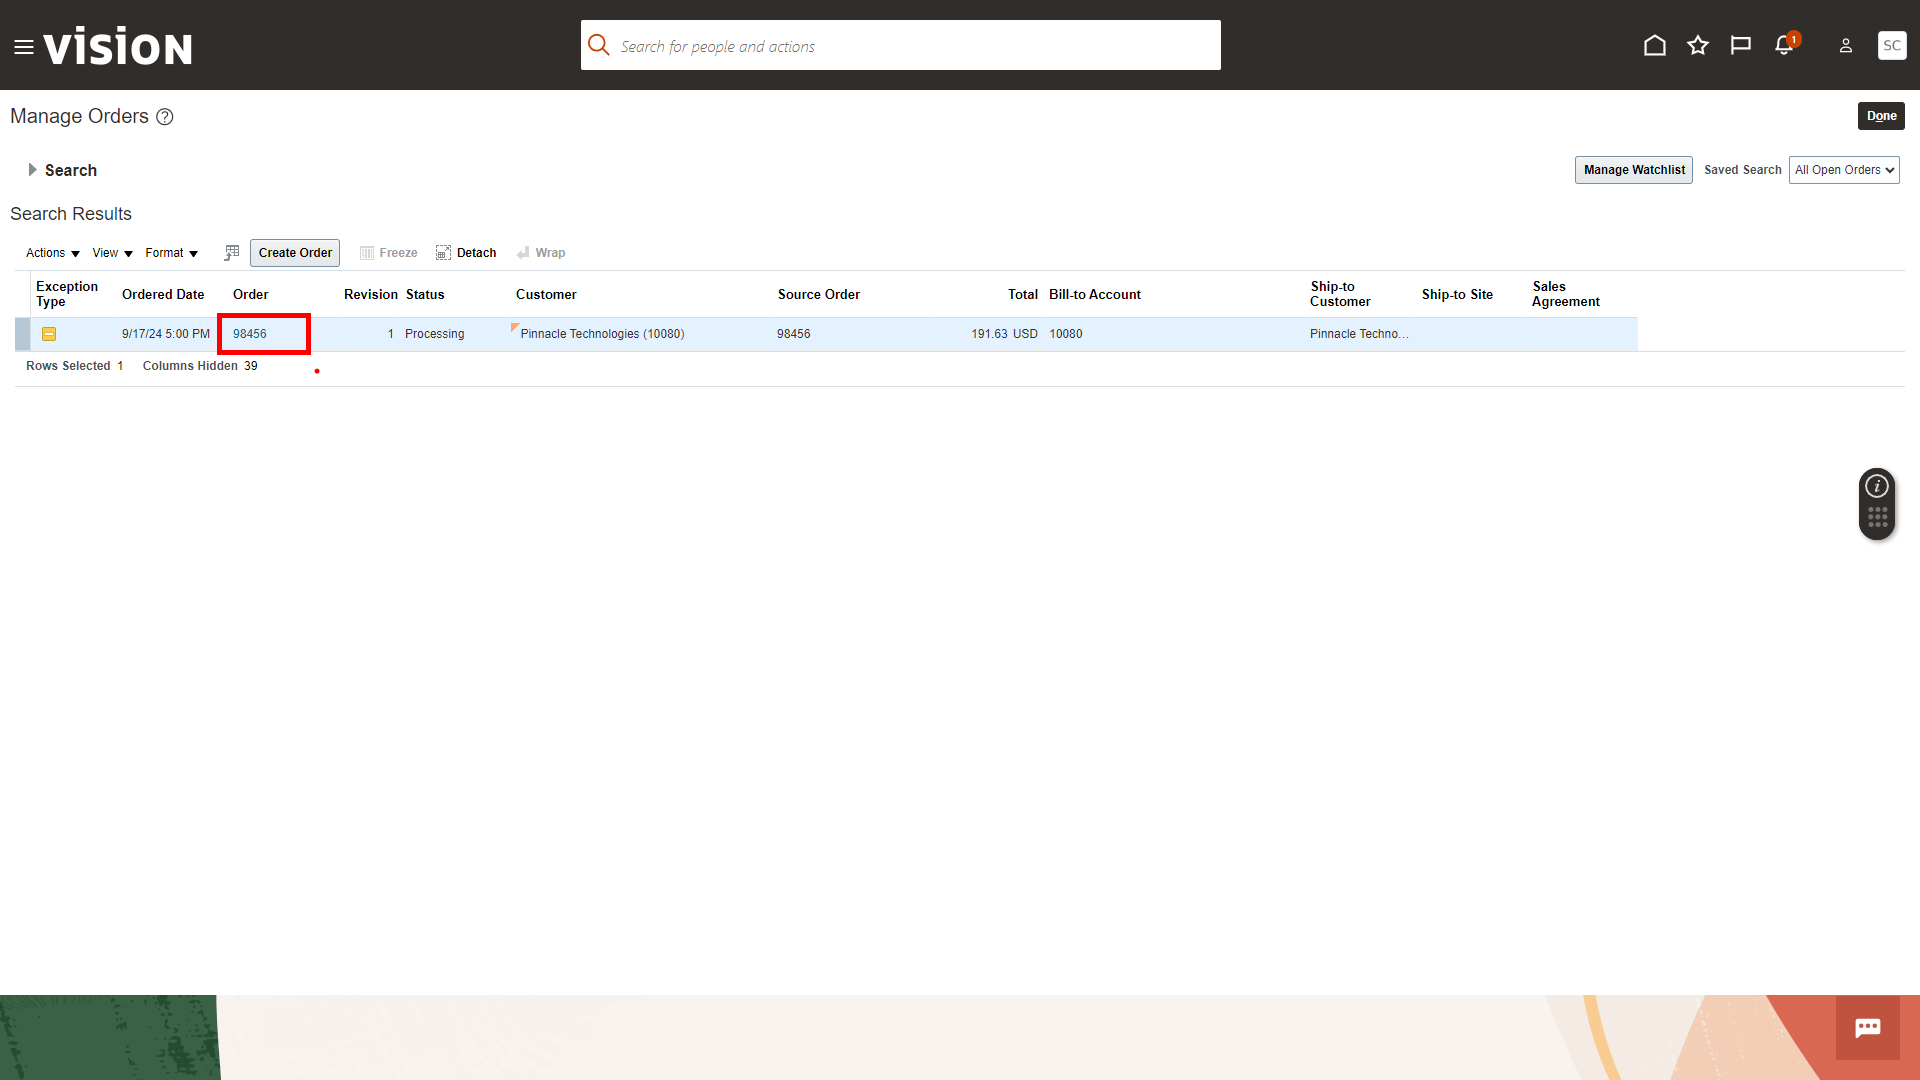 VISION
Search for people and actions
1
SC
Manage Orders ?
Done
Search
Manage Watchlist Saved Search All Open Orders
Search Results
Actions View Format Create Order Freeze Detach Wrap
Exception Type Ordered Date Order Revision Status Customer Source Order Total Bill-to Account Ship-to Customer Ship-to Site Sales Agreement
9/17/24 5:00 PM 98456 1 Processing Pinnacle Technologies (10080) 98456 191.63 USD 10080 Pinnacle Techno...
Rows Selected 1 Columns Hidden 39
i